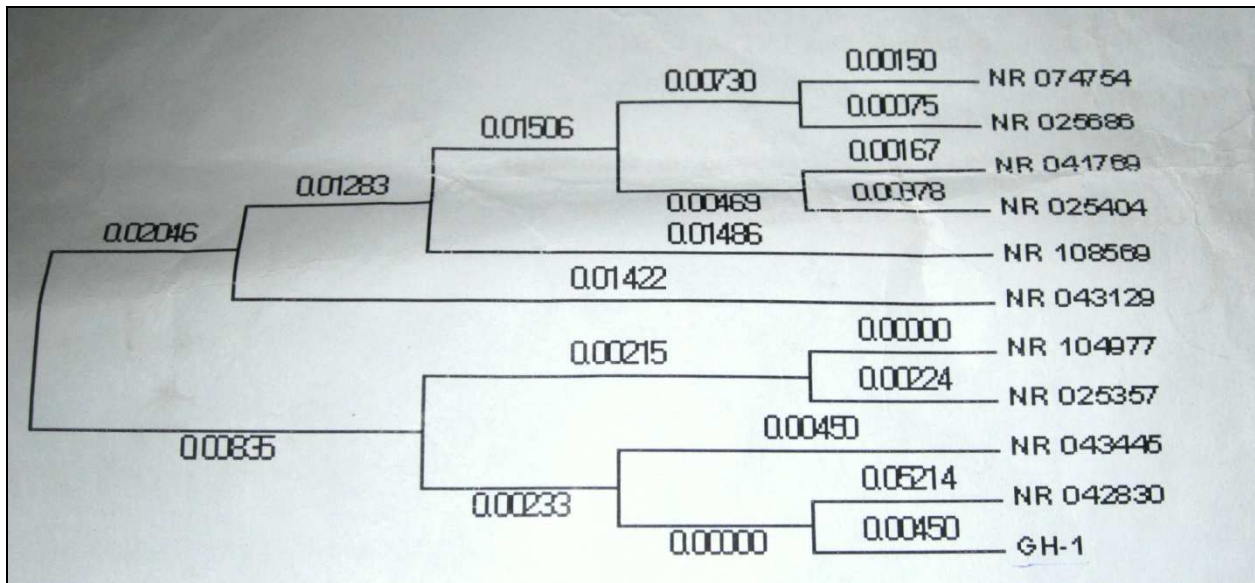 0.00150
0.00730
NR 074754
0.00075
NR 025686
0.01506
0.00167
NR 041769
0.01283
0.00378
0.00469
NR 025404
0.02046
0.01486
NR 108569
0.01422
NR 043129
0.00000
NR 104977
0.00215
0.00224
NR 025357
0.00450
0.00835
NR 043445
0.05214
NR 042830
0.00233
0.00450
0.00000
GH-1